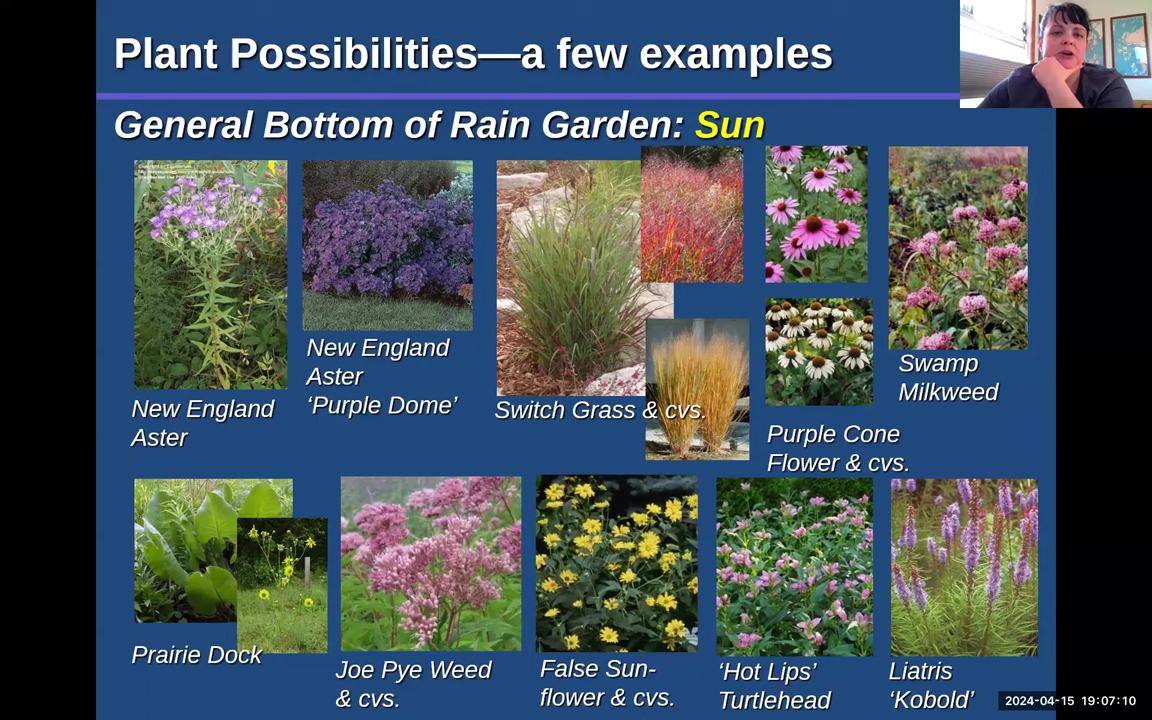 Plant Possibilities—a few examples
General Bottom of Rain Garden: Sun
New England
Aster
New England
Aster
‘Purple Dome’
Switch Grass & cvs.
Purple Cone
Flower & cvs.
Swamp
Milkweed
Prairie Dock
Joe Pye Weed
& cvs.
False Sun-
flower & cvs.
‘Hot Lips’
Turtlehead
Liatris
‘Kobold’
2024-04-15 19:07:10